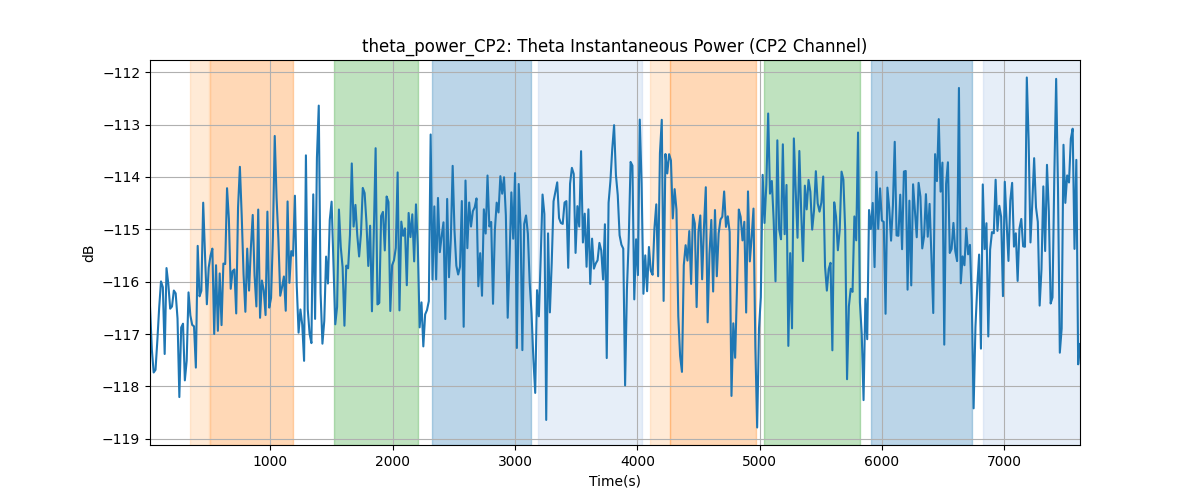 theta_power_CP2: Theta Instantaneous Power (CP2 Channel)
−112
−113
−114
−115
−116
−117
−118
−119
dB
1000 2000 3000 4000 5000 6000 7000
Time(s)